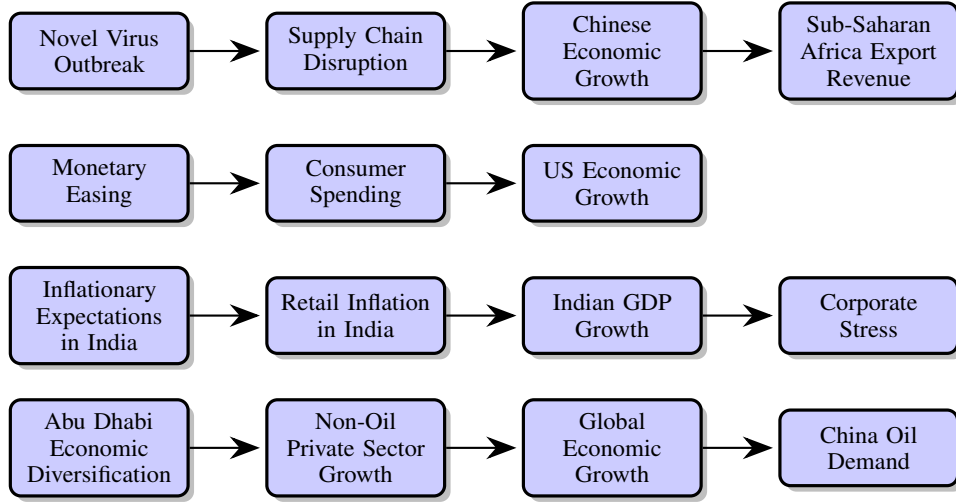 Novel Virus
Outbreak
Supply Chain
Disruption
Chinese
Economic
Growth
Sub-Saharan
Africa Export
Revenue
Monetary
Easing
Consumer
Spending
US Economic
Growth
Inflationary
Expectations
in India
Retail Inflation
in India
Indian GDP
Growth
Corporate
Stress
Abu Dhabi
Economic
Diversification
Non-Oil
Private Sector
Growth
Global
Economic
Growth
China Oil
Demand